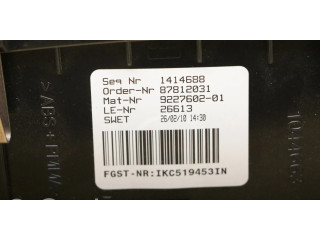 Seq Nr 1414688
Order-Nr 87812031
Mat-Nr 9227602-01
LE-Nr 26613
SWET 26/02/10 14:30
FGST-NR:IKC519453IN